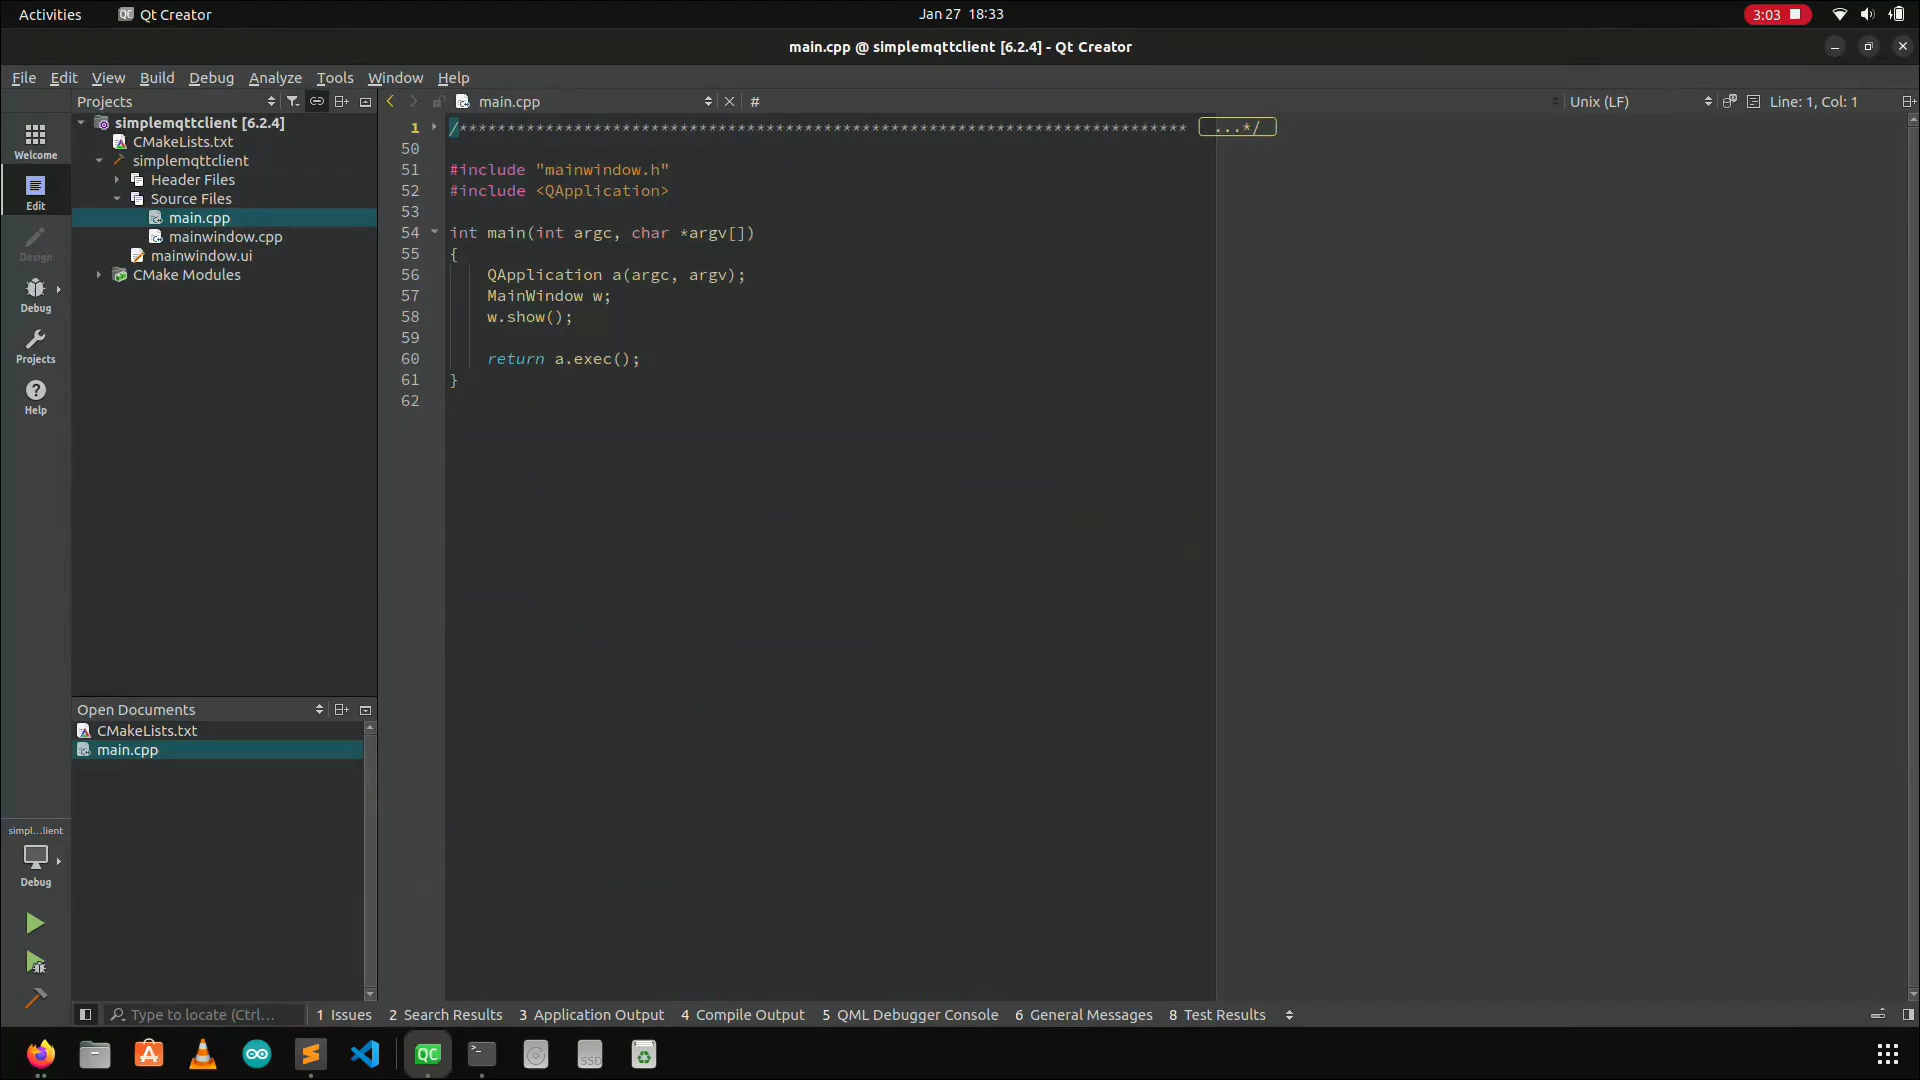 Activities Qt Creator Jan 27 18:33 3:03
main.cpp @ simplemqttclient [6.2.4] - Qt Creator
File Edit View Build Debug Analyze Tools Window Help
Projects main.cpp # Unix (LF) Line: 1, Col: 1
simplemqttclient [6.2.4]
CMakeLists.txt
simplemqttclient
Header Files
Source Files
main.cpp
mainwindow.cpp
mainwindow.ui
CMake Modules
Welcome
Edit
Design
Debug
Projects
Help
1 /**************************************************************************** ...*/
50
51 #include "mainwindow.h"
52 #include <QApplication>
53
54 int main(int argc, char *argv[])
55 {
56 QApplication a(argc, argv);
57 MainWindow w;
58 w.show();
59
60 return a.exec();
61 }
62
Open Documents
CMakeLists.txt
main.cpp
simpl...lient
Debug
Type to locate (Ctrl... 1 Issues 2 Search Results 3 Application Output 4 Compile Output 5 QML Debugger Console 6 General Messages 8 Test Results
QC
SSD